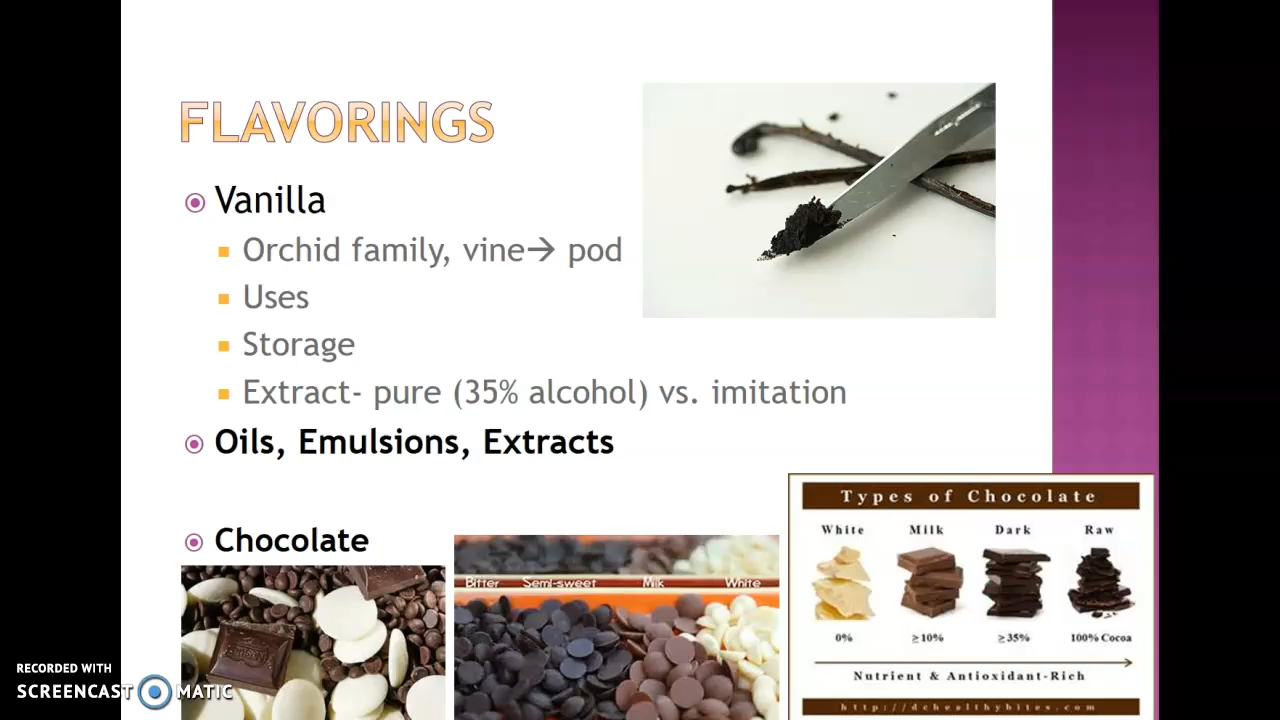 FLAVORINGS
Vanilla
Orchid family, vine→ pod
Uses
Storage
Extract- pure (35% alcohol) vs. imitation
Oils, Emulsions, Extracts
Chocolate
Bitter Semi-sweet Milk White
Types of Chocolate
White Milk Dark Raw
0% ≥10% ≥35% 100% Cocoa
Nutrient & Antioxidant-Rich
http://dchealthybites.com
RECORDED WITH
SCREENCAST MATIC